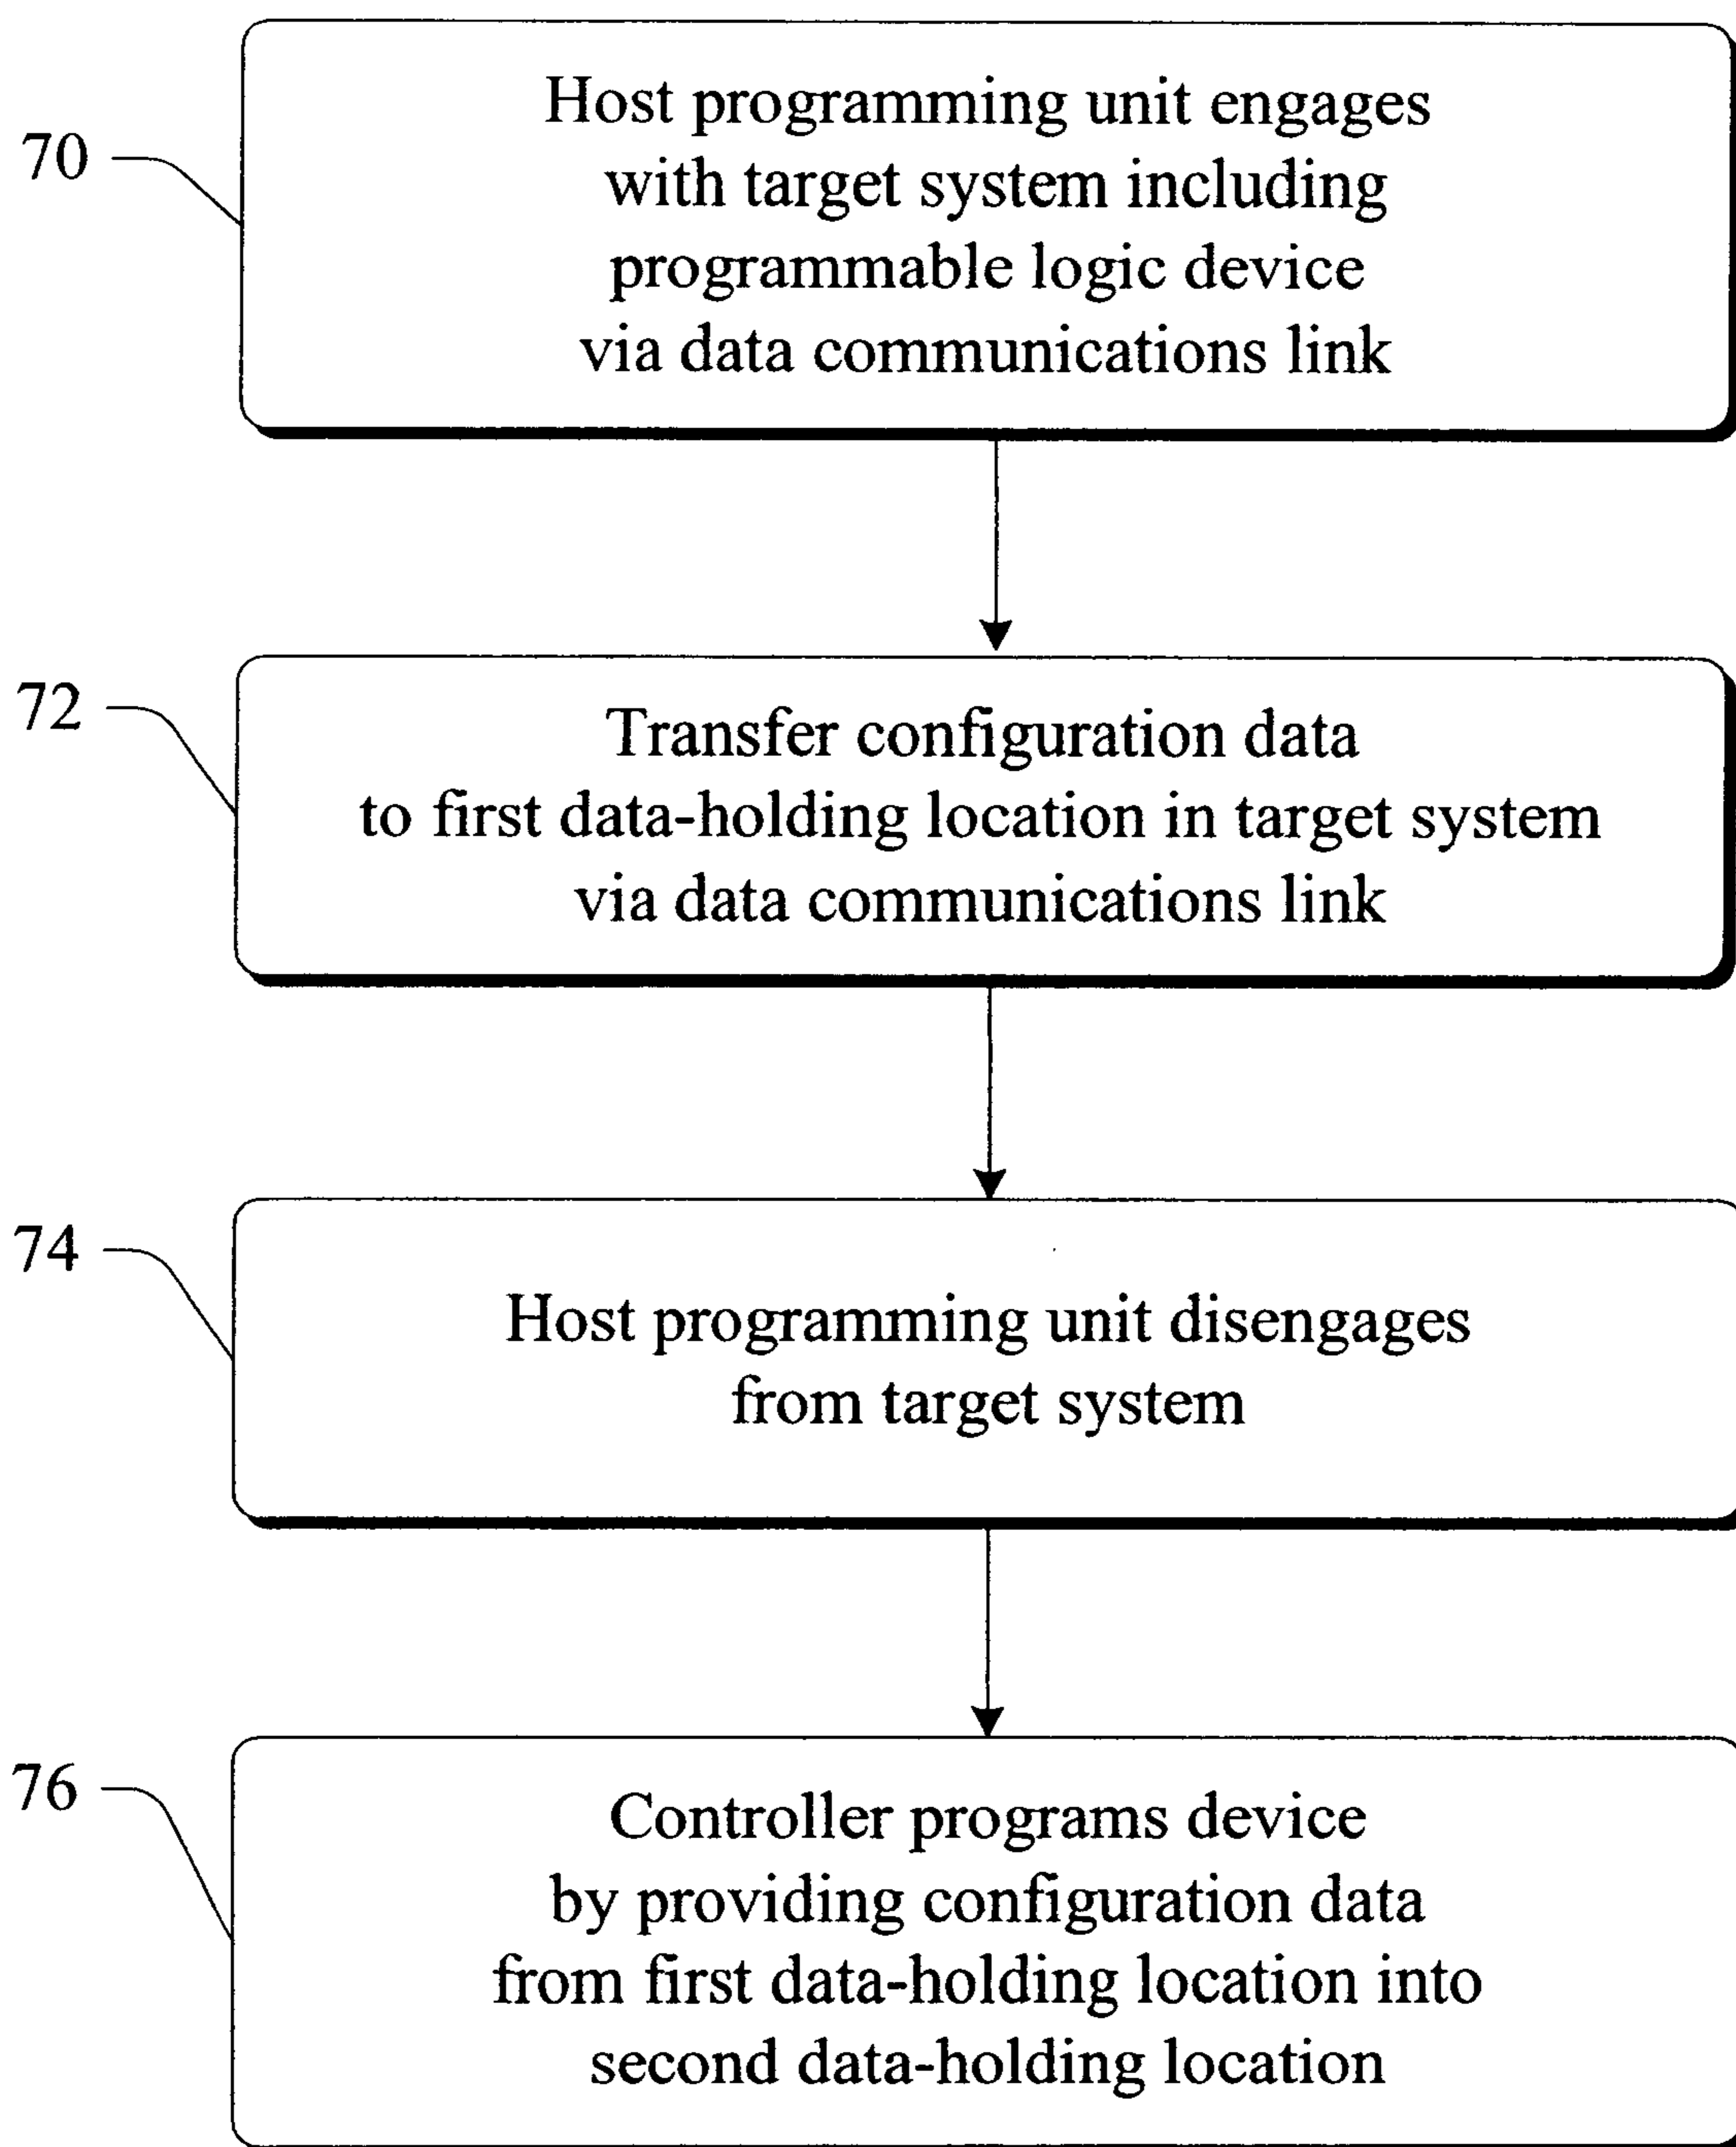 70
Host programming unit engages
with target system including
programmable logic device
via data communications link
72
Transfer configuration data
to first data-holding location in target system
via data communications link
74
Host programming unit disengages
from target system
76
Controller programs device
by providing configuration data
from first data-holding location into
second data-holding location